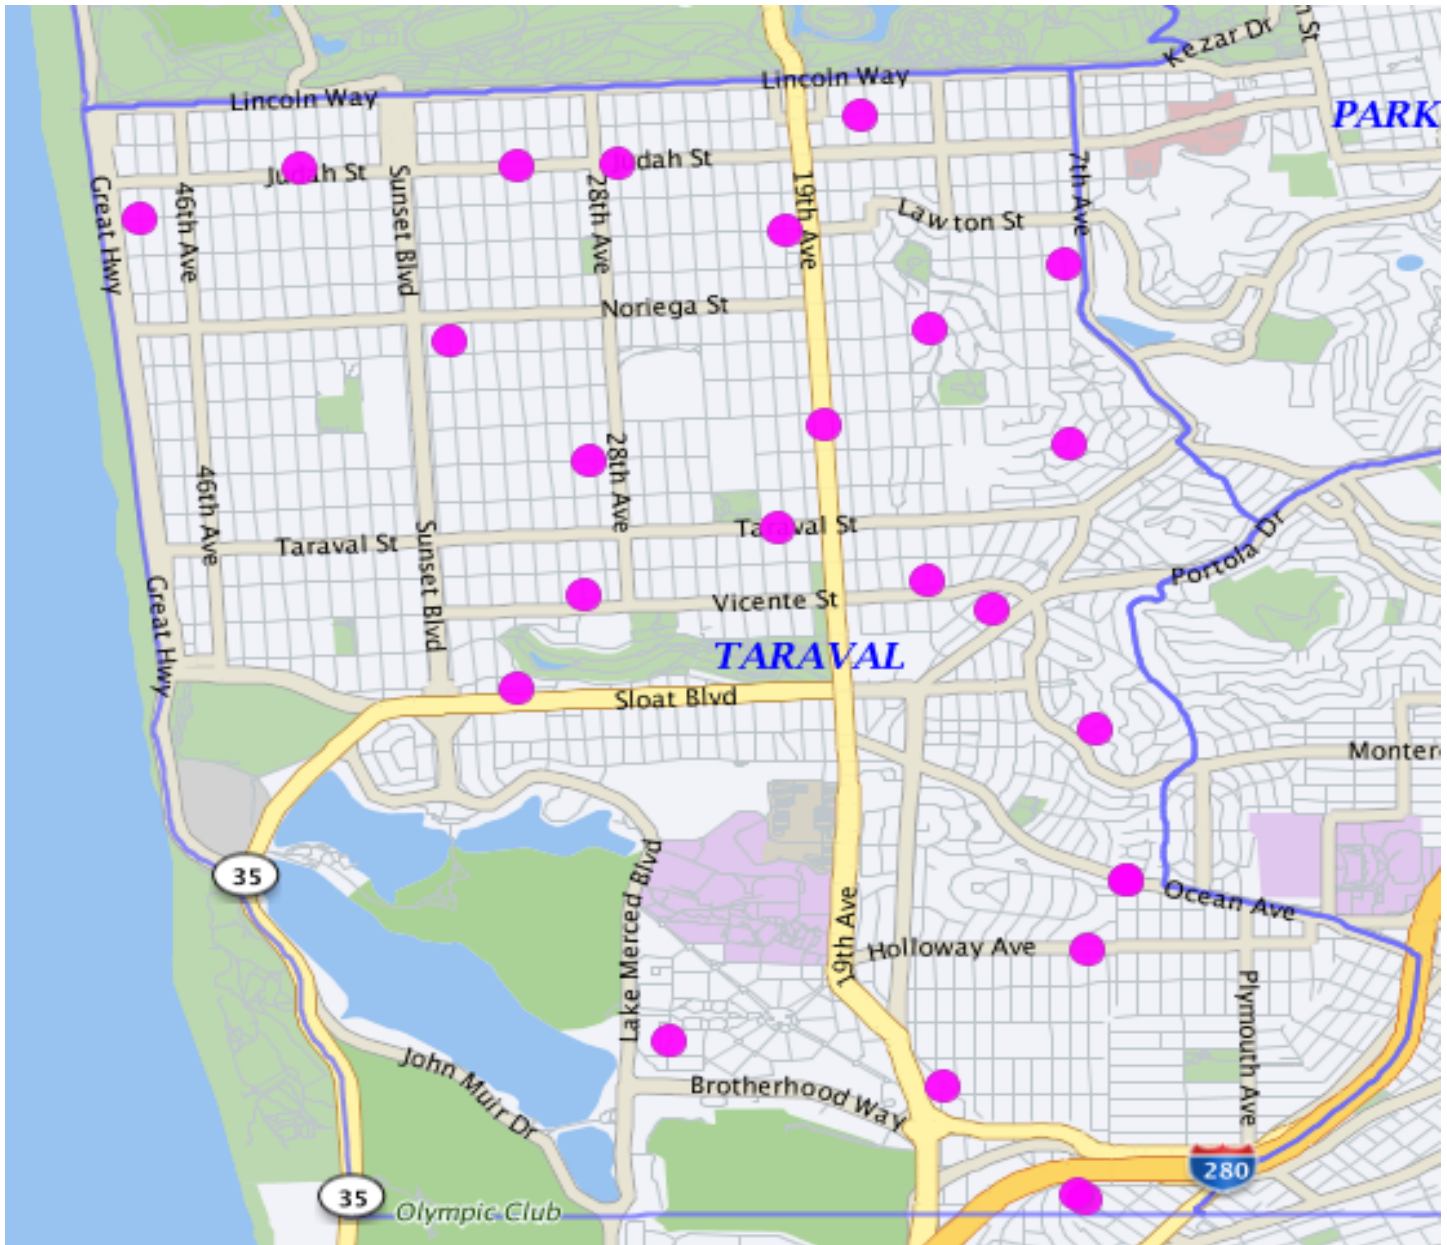 Kezar Dr
Lincoln Way
Lincoln Way
PARK
Judah St
Judah St
7th Ave
Great Hwy
46th Ave
Sunset Blvd
28th Ave
19th Ave
Lawton St
Noriega St
28th Ave
46th Ave
Taraval St
Taraval St
Sunset Blvd
Portola Dr
Great Hwy
Vicente St
TARAVAL
Sloat Blvd
Monter
35
Lake Merced Blvd
19th Ave
Ocean Ave
Holloway Ave
Plymouth Ave
John Muir Dr
Brotherhood Way
280
35
Olympic Club